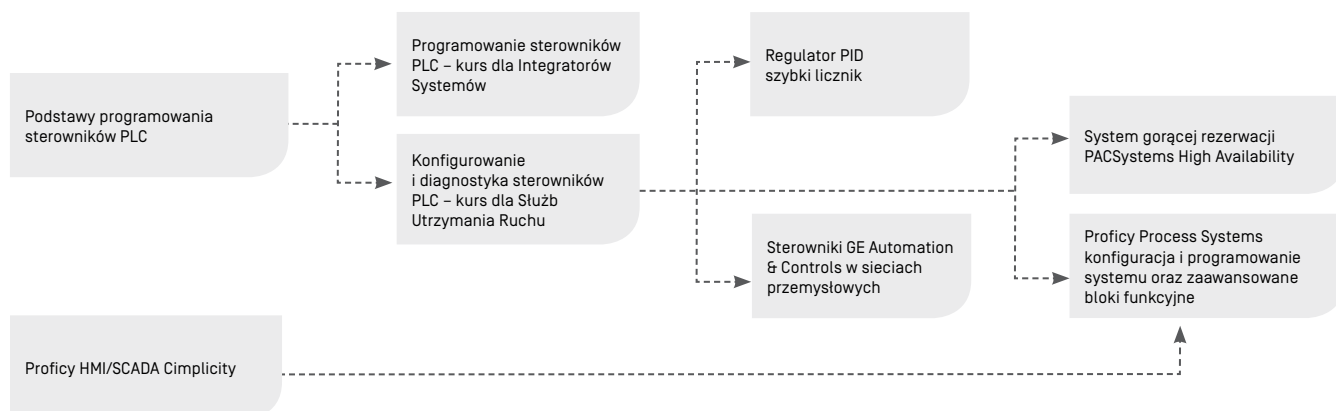 Podstawy programowania
sterowników PLC
Programowanie sterowników
PLC – kurs dla Integratorów
Systemów
Konfigurowanie
i diagnostyka sterowników
PLC – kurs dla Służb
Utrzymania Ruchu
Regulator PID
szybki licznik
Sterowniki GE Automation
& Controls w sieciach
przemysłowych
System gorącej rezerwacji
PACSystems High Availability
Proficy Process Systems
konfiguracja i programowanie
systemu oraz zaawansowane
bloki funkcyjne
Proficy HMI/SCADA Cimplicity